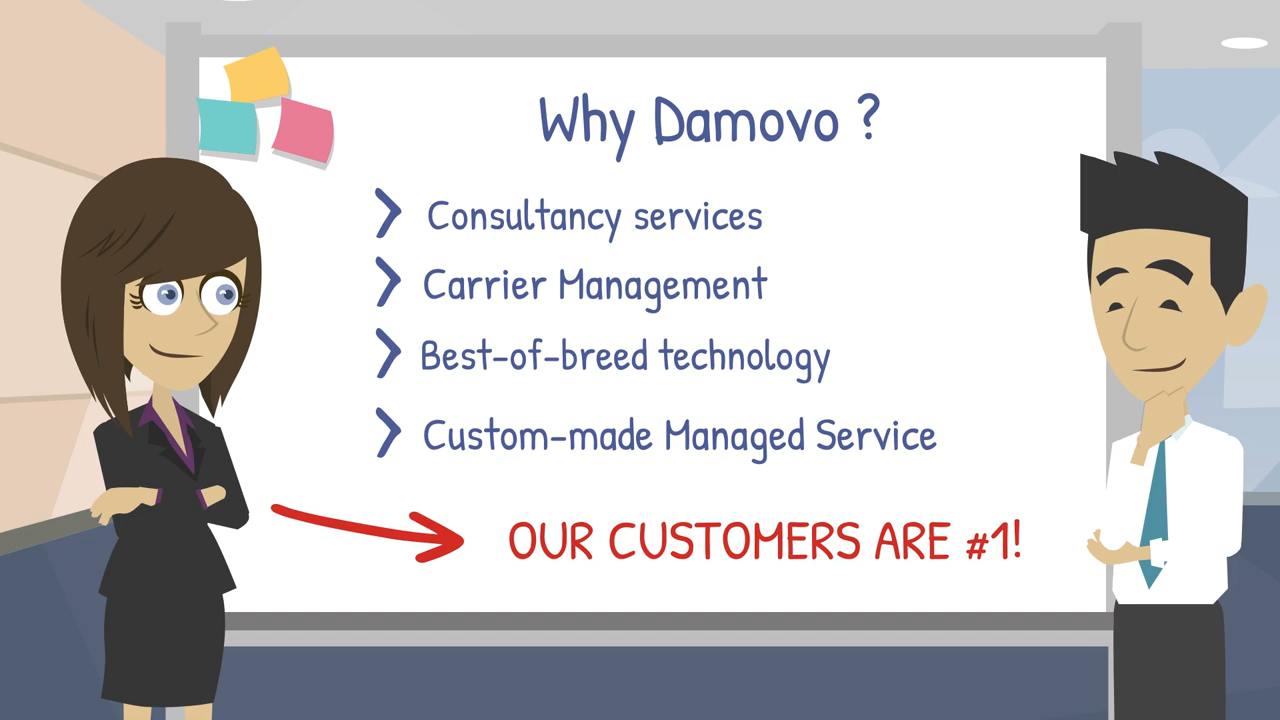 Why Damovo ?
Consultancy services
Carrier Management
Best-of-breed technology
Custom-made Managed Service
OUR CUSTOMERS ARE #1!